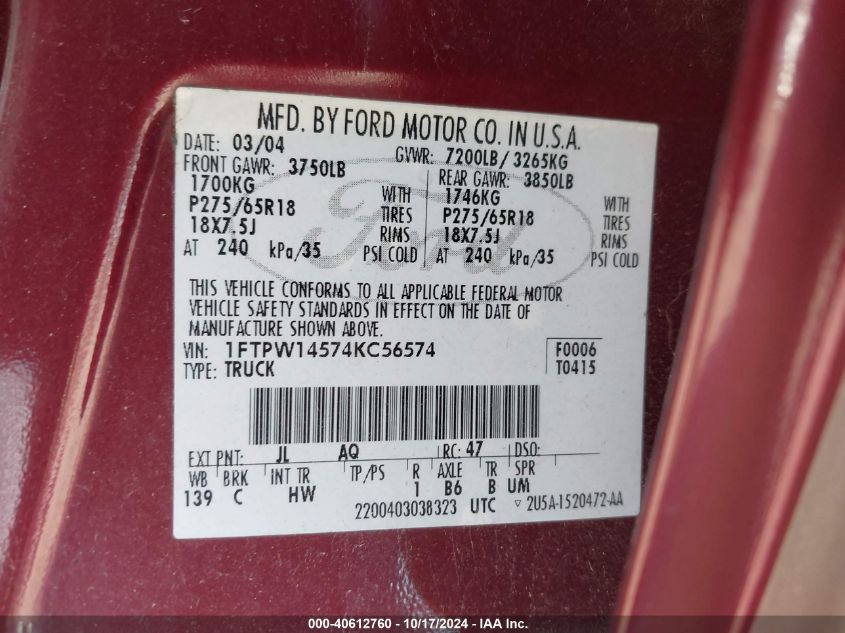 MFD. BY FORD MOTOR CO. IN U.S.A.
DATE: 03/04 GVWR: 7200LB/ 3265KG
FRONT GAWR: 3750LB REAR GAWR: 3850LB
1700KG WITH 1746KG WITH
P275/65R18 TIRES P275/65R18 TIRES
18X7.5J RIMS 18X7.5J RIMS
AT 240 kPa/35 PSI COLD AT 240 kPa/35 PSI COLD
Ford
THIS VEHICLE CONFORMS TO ALL APPLICABLE FEDERAL MOTOR
VEHICLE SAFETY STANDARDS IN EFFECT ON THE DATE OF
MANUFACTURE SHOWN ABOVE.
VIN: 1FTPW14574KC56574 F0006
TYPE: TRUCK T0415
EXT PNT: JL AQ RC: 47 DSO:
WB BRK INT TR TP/PS R AXLE TR SPR
139 C HW 1 B6 B UM
2200403038323 UTC ▽ 2U5A-1520472-AA
000-40612760 - 10/17/2024 - IAA Inc.